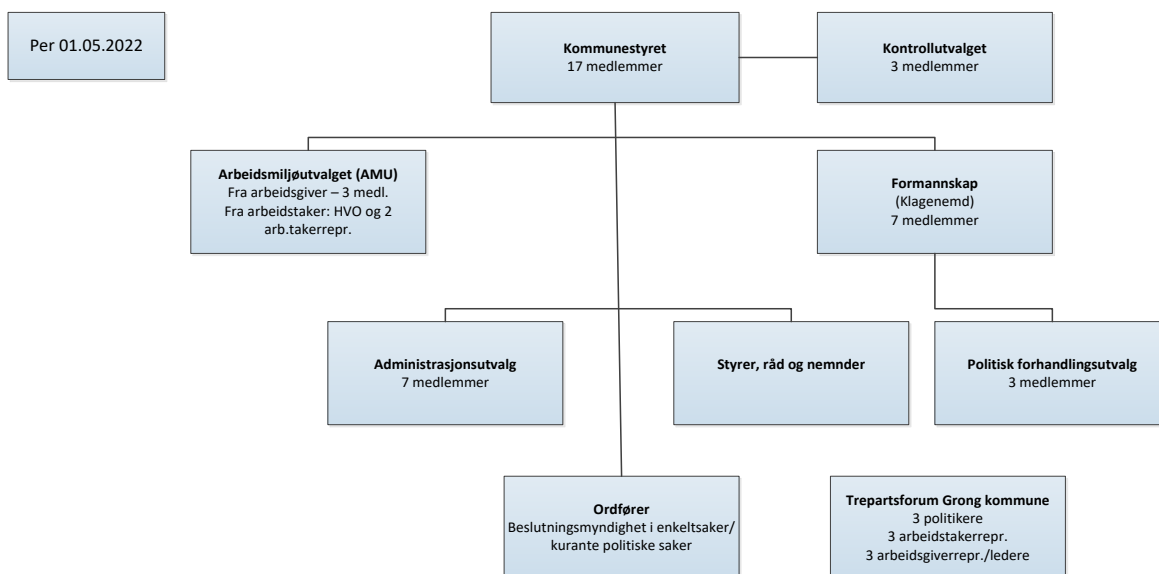 Per 01.05.2022
Kommunestyret
17 medlemmer
Kontrollutvalget
3 medlemmer
Arbeidsmiljøutvalget (AMU)
Fra arbeidsgiver – 3 medl.
Fra arbeidstaker: HVO og 2
arb.takerrepr.
Formannskap
(Klagenemd)
7 medlemmer
Administrasjonsutvalg
7 medlemmer
Styrer, råd og nemnder
Politisk forhandlingsutvalg
3 medlemmer
Ordfører
Beslutningsmyndighet i enkeltsaker/
kurante politiske saker
Trepartsforum Grong kommune
3 politikere
3 arbeidstakerrepr.
3 arbeidsgiverrepr./ledere